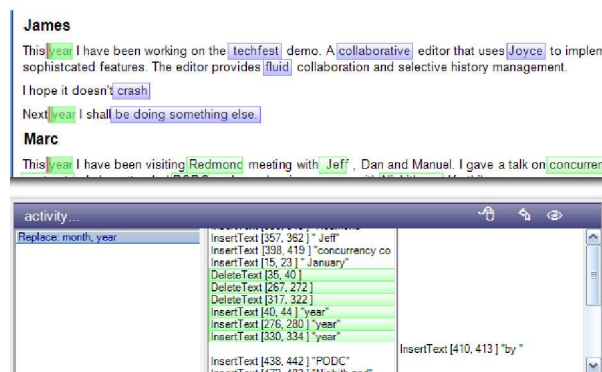 James
This year I have been working on the techfest demo. A collaborative editor that uses Joyce to implem
sophistcated features. The editor provides fluid collaboration and selective history management.
I hope it doesn't crash
Next year I shall be doing something else.
Marc
This year I have been visiting Redmond meeting with Jeff , Dan and Manuel. I gave a talk on concurren
activity...
Replace: month, year
InsertText [357, 362 ] " Jeff"
InsertText [398, 419 ] "concurrency co
InsertText [15, 23 ] " January"
DeleteText [35, 40 ]
DeleteText [267, 272 ]
DeleteText [317, 322 ]
InsertText [40, 44 ] "year"
InsertText [276, 280 ] "year"
InsertText [330, 334 ] "year"
InsertText [410, 413 ] "by "
InsertText [438, 442 ] "PODC"